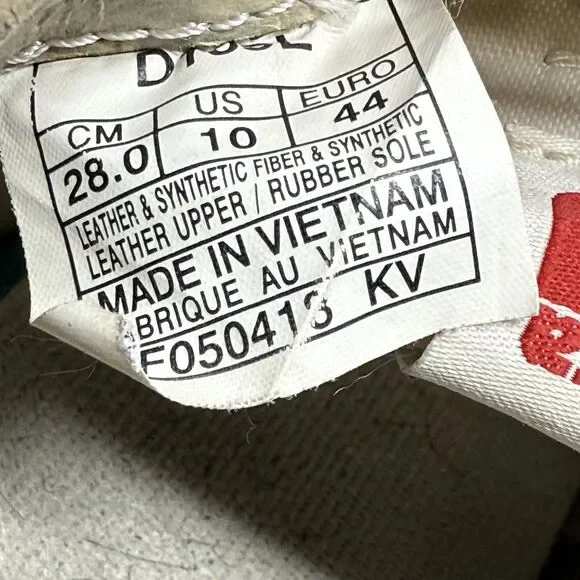 CM US EURO
28.0 10 44
LEATHER & SYNTHETIC FIBER & SYNTHETIC
LEATHER UPPER / RUBBER SOLE
MADE IN VIETNAM
ABRIQUE AU VIETNAM
F050413 KV